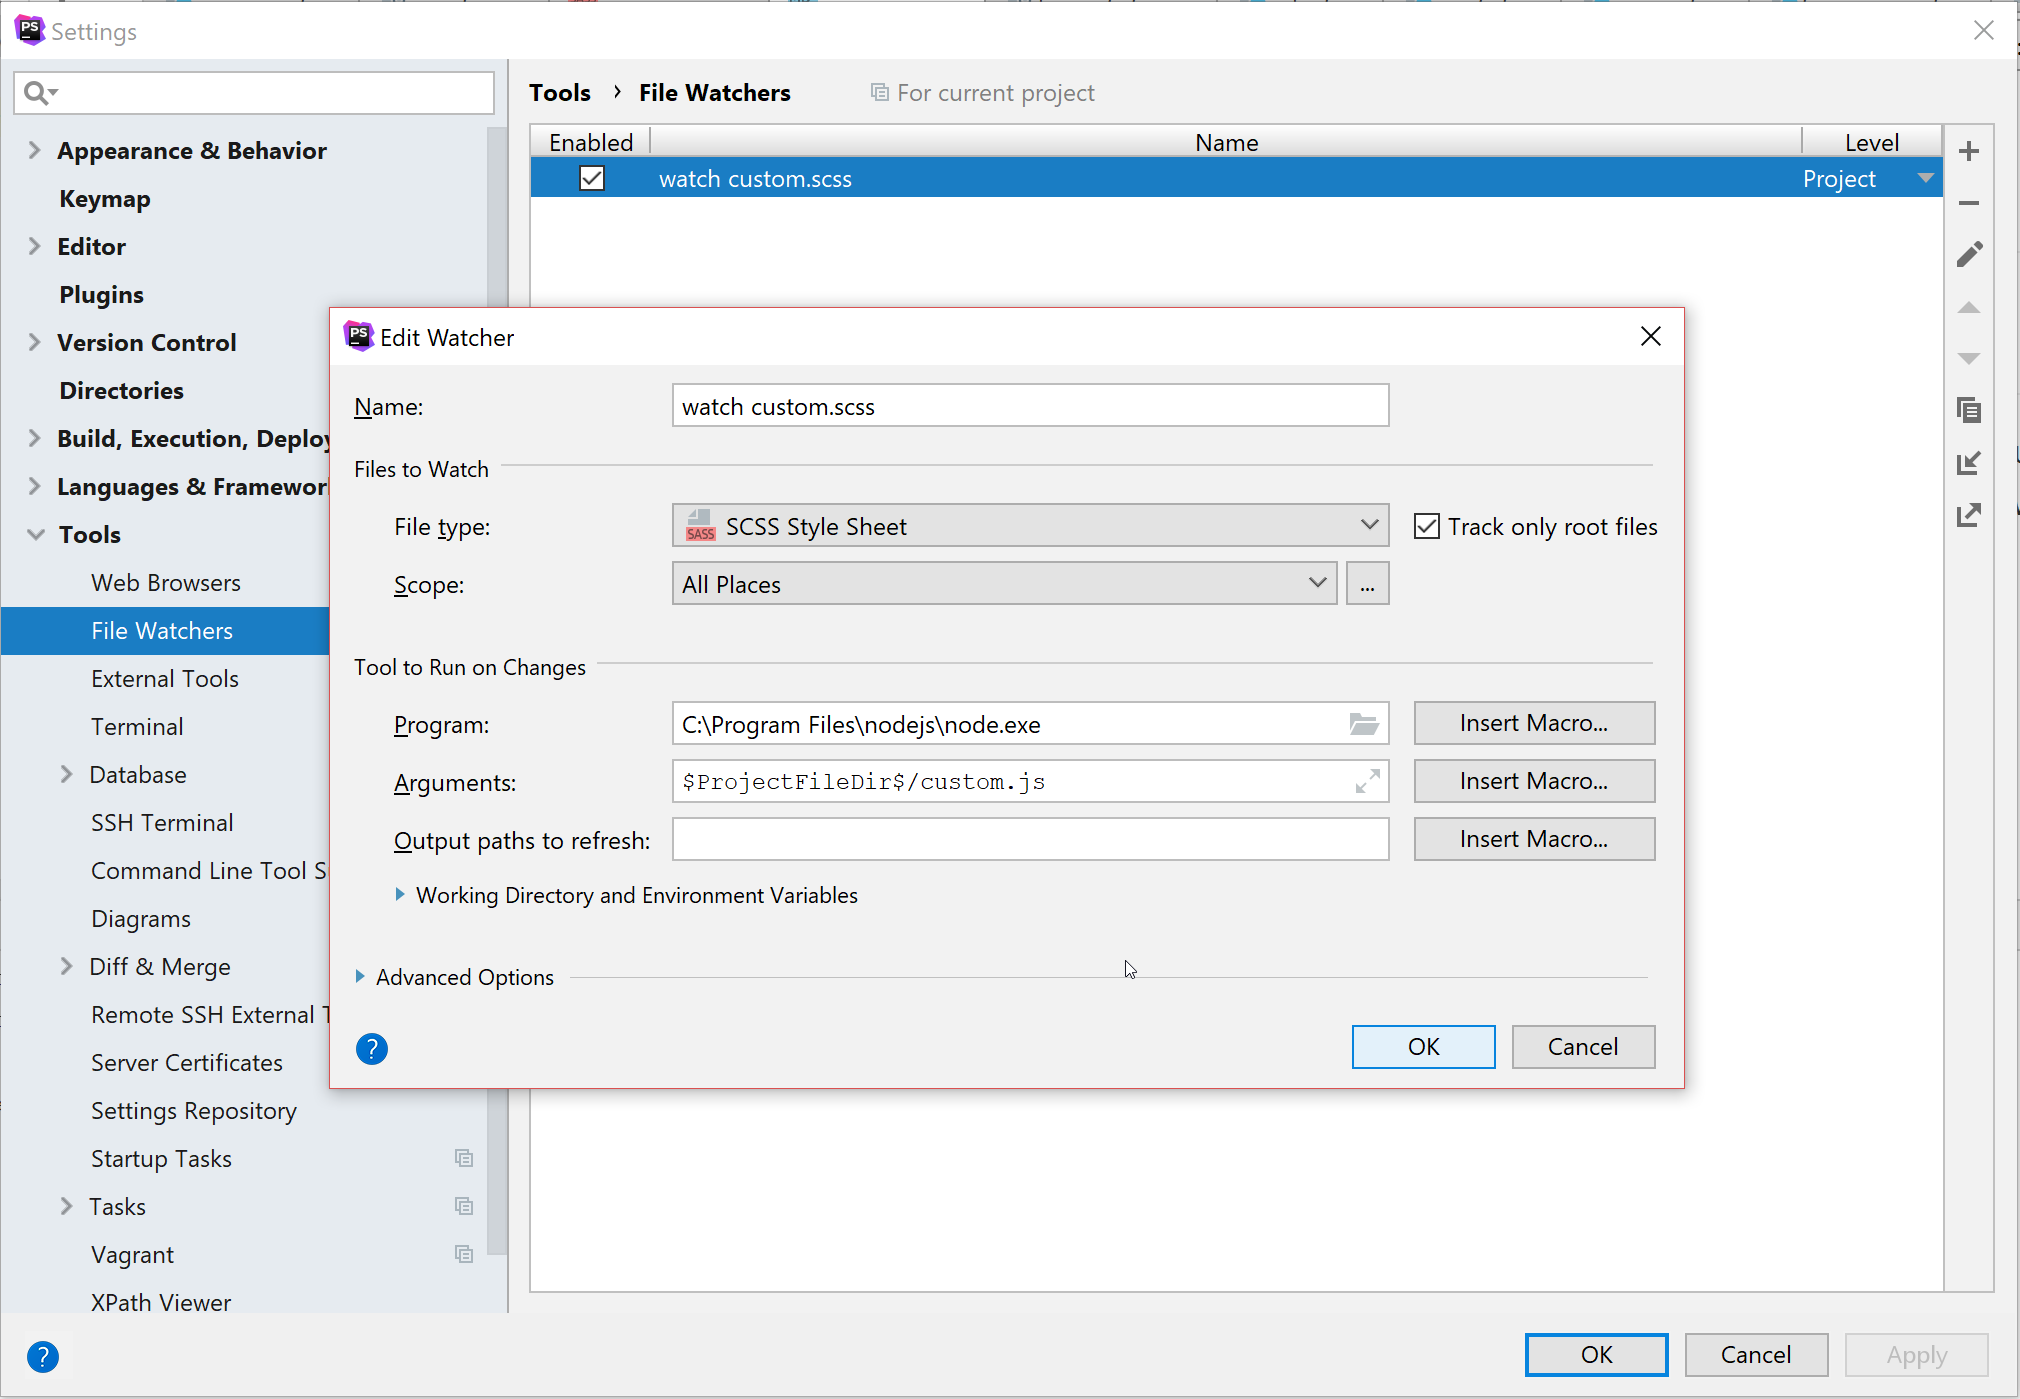 Settings
Tools › File Watchers For current project
Appearance & Behavior
Keymap
Editor
Plugins
Version Control
Directories
Build, Execution, Deploy
Languages & Framewor
Tools
Web Browsers
File Watchers
External Tools
Terminal
Database
SSH Terminal
Command Line Tool S
Diagrams
Diff & Merge
Remote SSH External T
Server Certificates
Settings Repository
Startup Tasks
Tasks
Vagrant
XPath Viewer
Enabled Name Level
watch custom.scss Project
Edit Watcher
Name: watch custom.scss
Files to Watch
File type: SASS SCSS Style Sheet Track only root files
Scope: All Places ...
Tool to Run on Changes
Program: C:\Program Files\nodejs\node.exe Insert Macro...
Arguments: $ProjectFileDir$/custom.js Insert Macro...
Output paths to refresh: Insert Macro...
Working Directory and Environment Variables
Advanced Options
? OK Cancel
? OK Cancel Apply